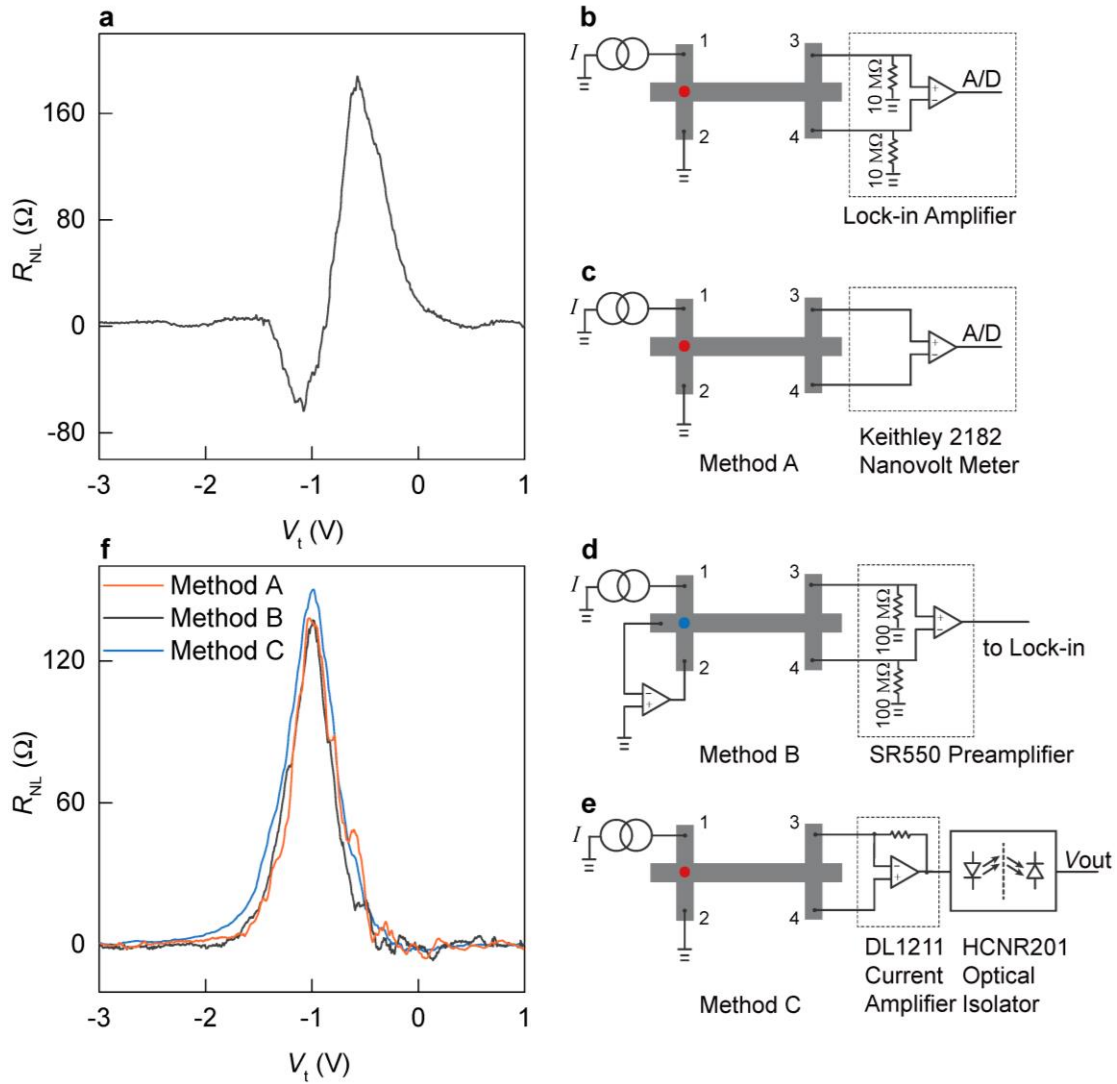 a
160
80
0
-80
-3
-2
-1
0
1
R_NL (Ω)
V_t (V)
b
I
1
2
3
4
10 MΩ
10 MΩ
+
−
A/D
Lock-in Amplifier
c
I
1
2
3
4
+
−
A/D
Method A
Keithley 2182
Nanovolt Meter
f
Method A
Method B
Method C
120
60
0
-3
-2
-1
0
1
R_NL (Ω)
V_t (V)
d
I
1
2
3
4
−
+
100 MΩ
100 MΩ
+
−
to Lock-in
Method B
SR550 Preamplifier
e
I
1
2
3
4
−
+
Vout
Method C
DL1211
Current
Amplifier
HCNR201
Optical
Isolator